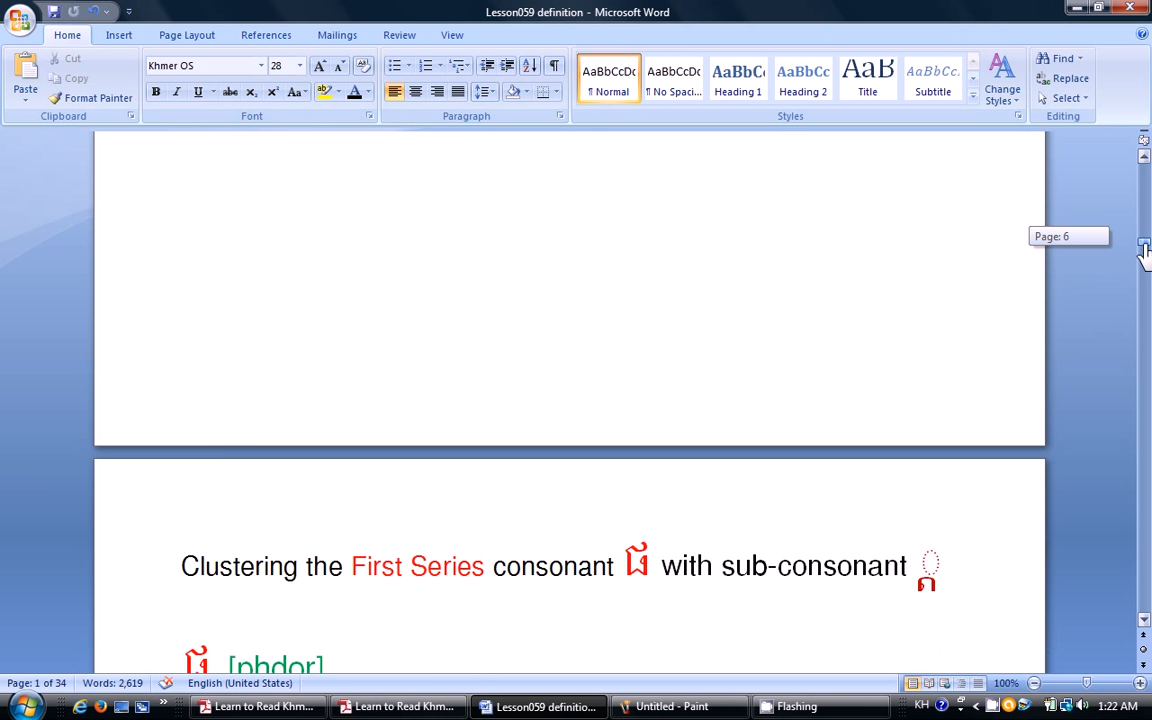 Lesson059 definition - Microsoft Word
Home Insert Page Layout References Mailings Review View
Paste Cut Copy Format Painter
Khmer OS 28
AaBbCcDc AaBbCcDc AaBbC AaBbCc AaB AaBbCc.
¶ Normal ¶ No Spaci... Heading 1 Heading 2 Title Subtitle
Change Styles
Find Replace Select
Clipboard Font Paragraph Styles Editing
Page: 6
Clustering the First Series consonant ផ with sub-consonant ្ត
[phdor]
Page: 1 of 34 Words: 2,619 English (United States) 100%
Learn to Read Khm... Learn to Read Khm... Lesson059 definitio... Untitled - Paint Flashing KH 1:22 AM